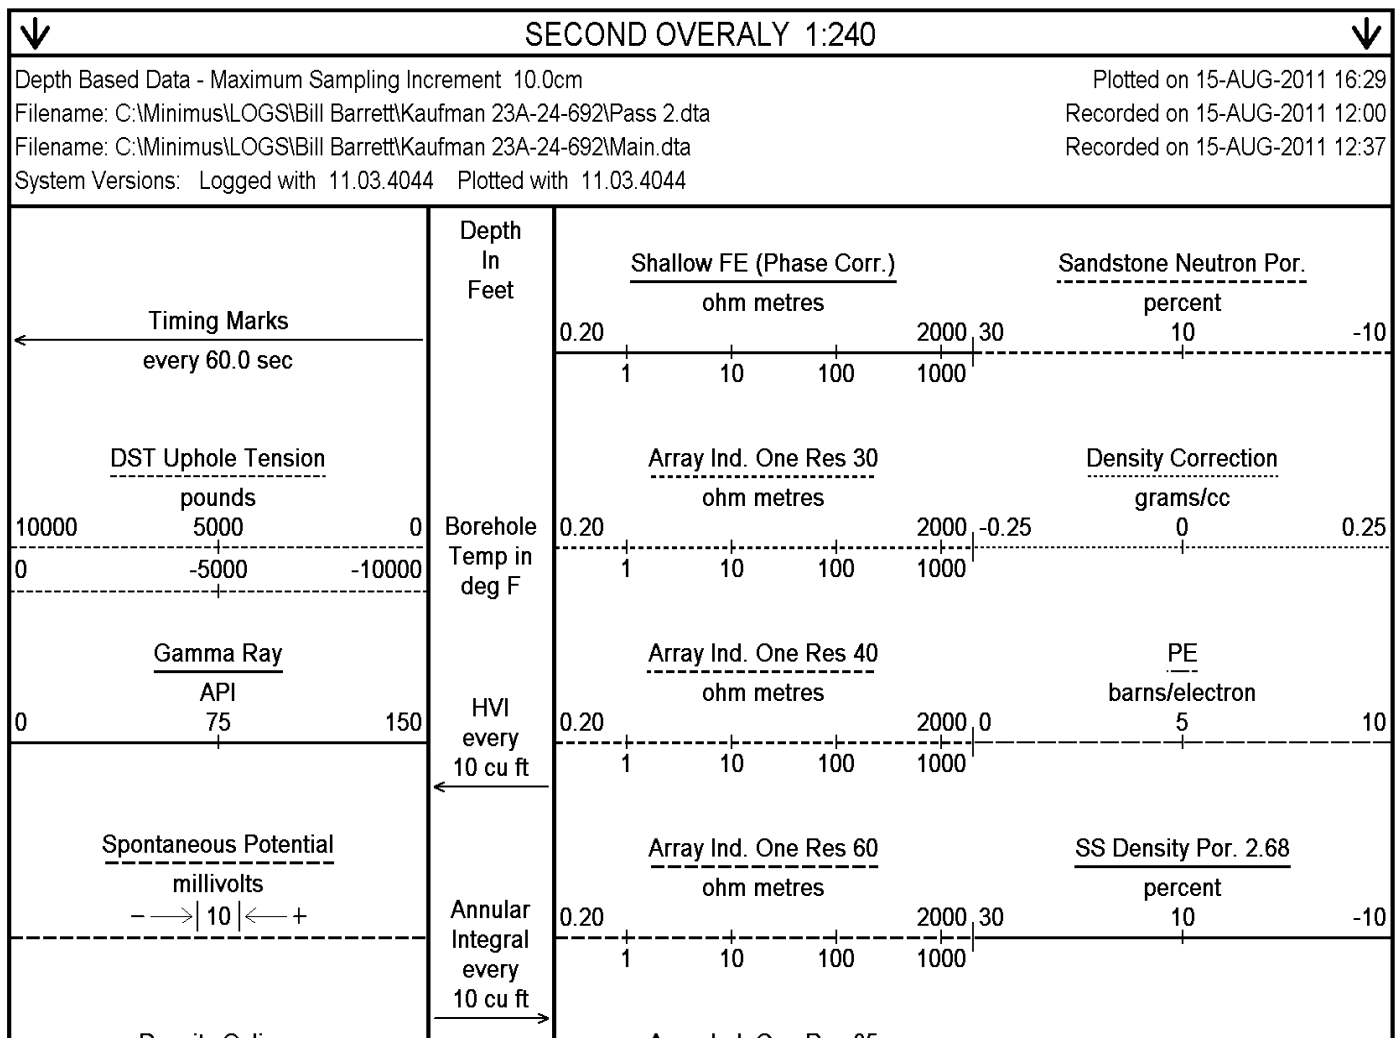 SECOND OVERALY 1:240
Depth Based Data - Maximum Sampling Increment 10.0cm
Plotted on 15-AUG-2011 16:29
Filename: C:\Minimus\LOGS\Bill Barrett\Kaufman 23A-24-692\Pass 2.dta
Recorded on 15-AUG-2011 12:00
Filename: C:\Minimus\LOGS\Bill Barrett\Kaufman 23A-24-692\Main.dta
Recorded on 15-AUG-2011 12:37
System Versions: Logged with 11.03.4044 Plotted with 11.03.4044
Timing Marks
every 60.0 sec
DST Uphole Tension
pounds
10000 5000 0
0 -5000 -10000
Gamma Ray
API
0 75 150
Spontaneous Potential
millivolts
− 10 +
Depth
In
Feet
Borehole
Temp in
deg F
HVI
every
10 cu ft
Annular
Integral
every
10 cu ft
Shallow FE (Phase Corr.)
ohm metres
0.20 2000
1 10 100 1000
Array Ind. One Res 30
ohm metres
0.20 2000
1 10 100 1000
Array Ind. One Res 40
ohm metres
0.20 2000
1 10 100 1000
Array Ind. One Res 60
ohm metres
0.20 2000
1 10 100 1000
Sandstone Neutron Por.
percent
30 10 -10
Density Correction
grams/cc
-0.25 0 0.25
PE
barns/electron
0 5 10
SS Density Por. 2.68
percent
30 10 -10